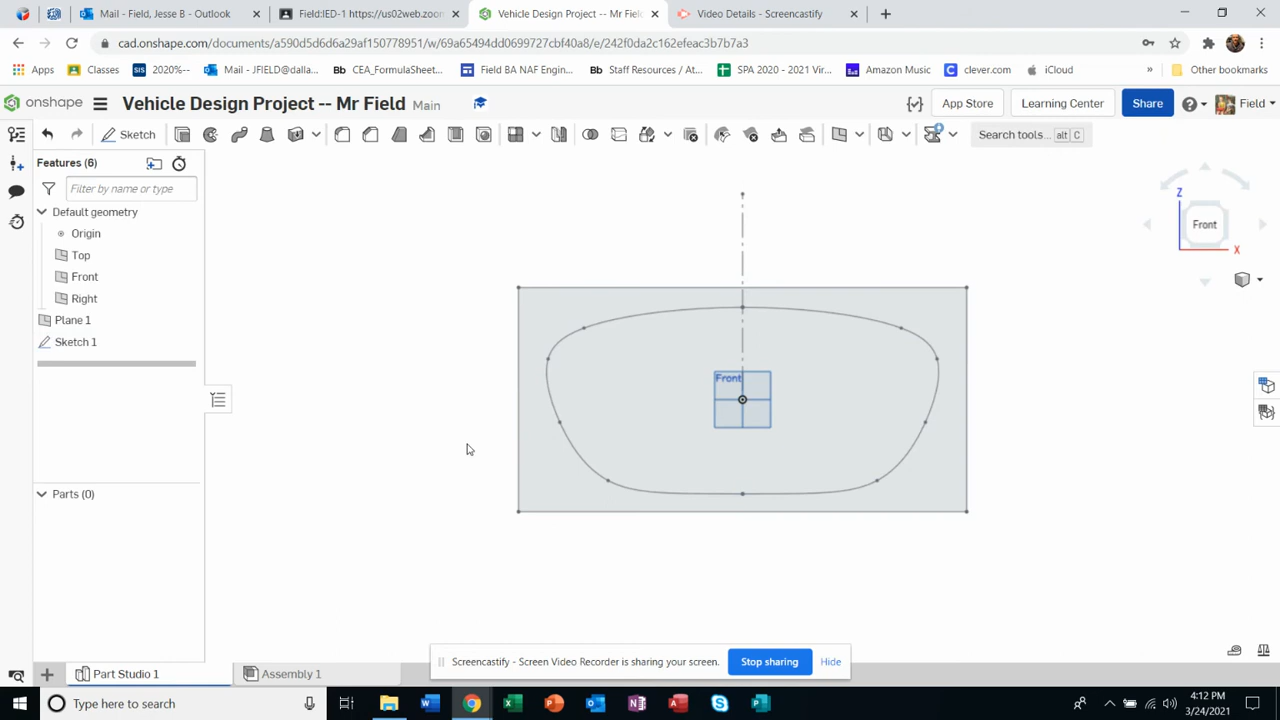 Mail - Field, Jesse B - Outlook
Field:IED-1 https://us02web.zoom
Vehicle Design Project -- Mr Field
Video Details - Screencastify
cad.onshape.com/documents/a590d5d6d6a29af150778951/w/69a65494dd0699727cbf40a8/e/242f0da2c162efeac3b7b7a3
Apps
Classes
SIS 2020%--
Mail - JFIELD@dalla...
Bb CEA_FormulaSheet...
Field BA NAF Engin...
Bb Staff Resources / At...
SPA 2020 - 2021 Vir...
Amazon Music
clever.com
iCloud
»
Other bookmarks
onshape
Vehicle Design Project -- Mr Field Main
App Store
Learning Center
Share
Field
Sketch
Search tools... alt C
Features (6)
Filter by name or type
Default geometry
Origin
Top
Front
Right
Plane 1
Sketch 1
Parts (0)
Front
Z
Front
X
Screencastify - Screen Video Recorder is sharing your screen.
Stop sharing
Hide
Part Studio 1
Assembly 1
Type here to search
4:12 PM
3/24/2021